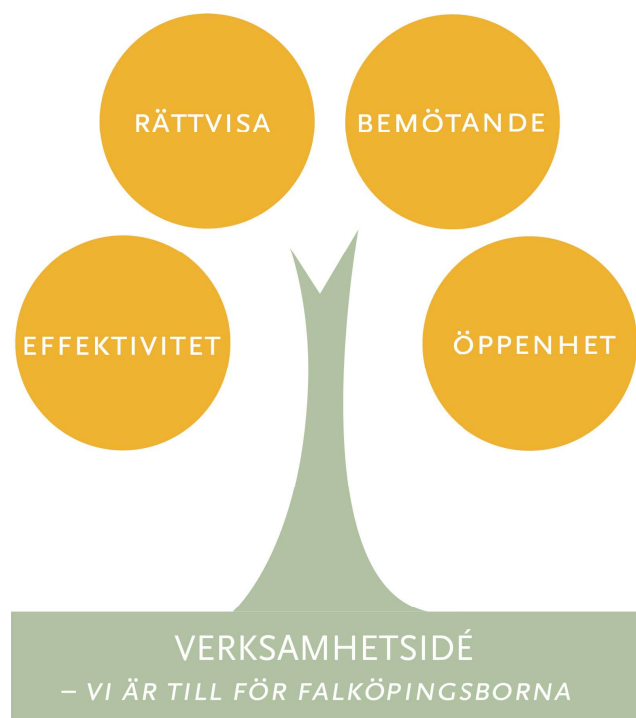 RÄTTVISA
BEMÖTANDE
EFFEKTIVITET
ÖPPENHET
VERKSAMHETSIDÉ
– VI ÄR TILL FÖR FALKÖPINGSBORNA